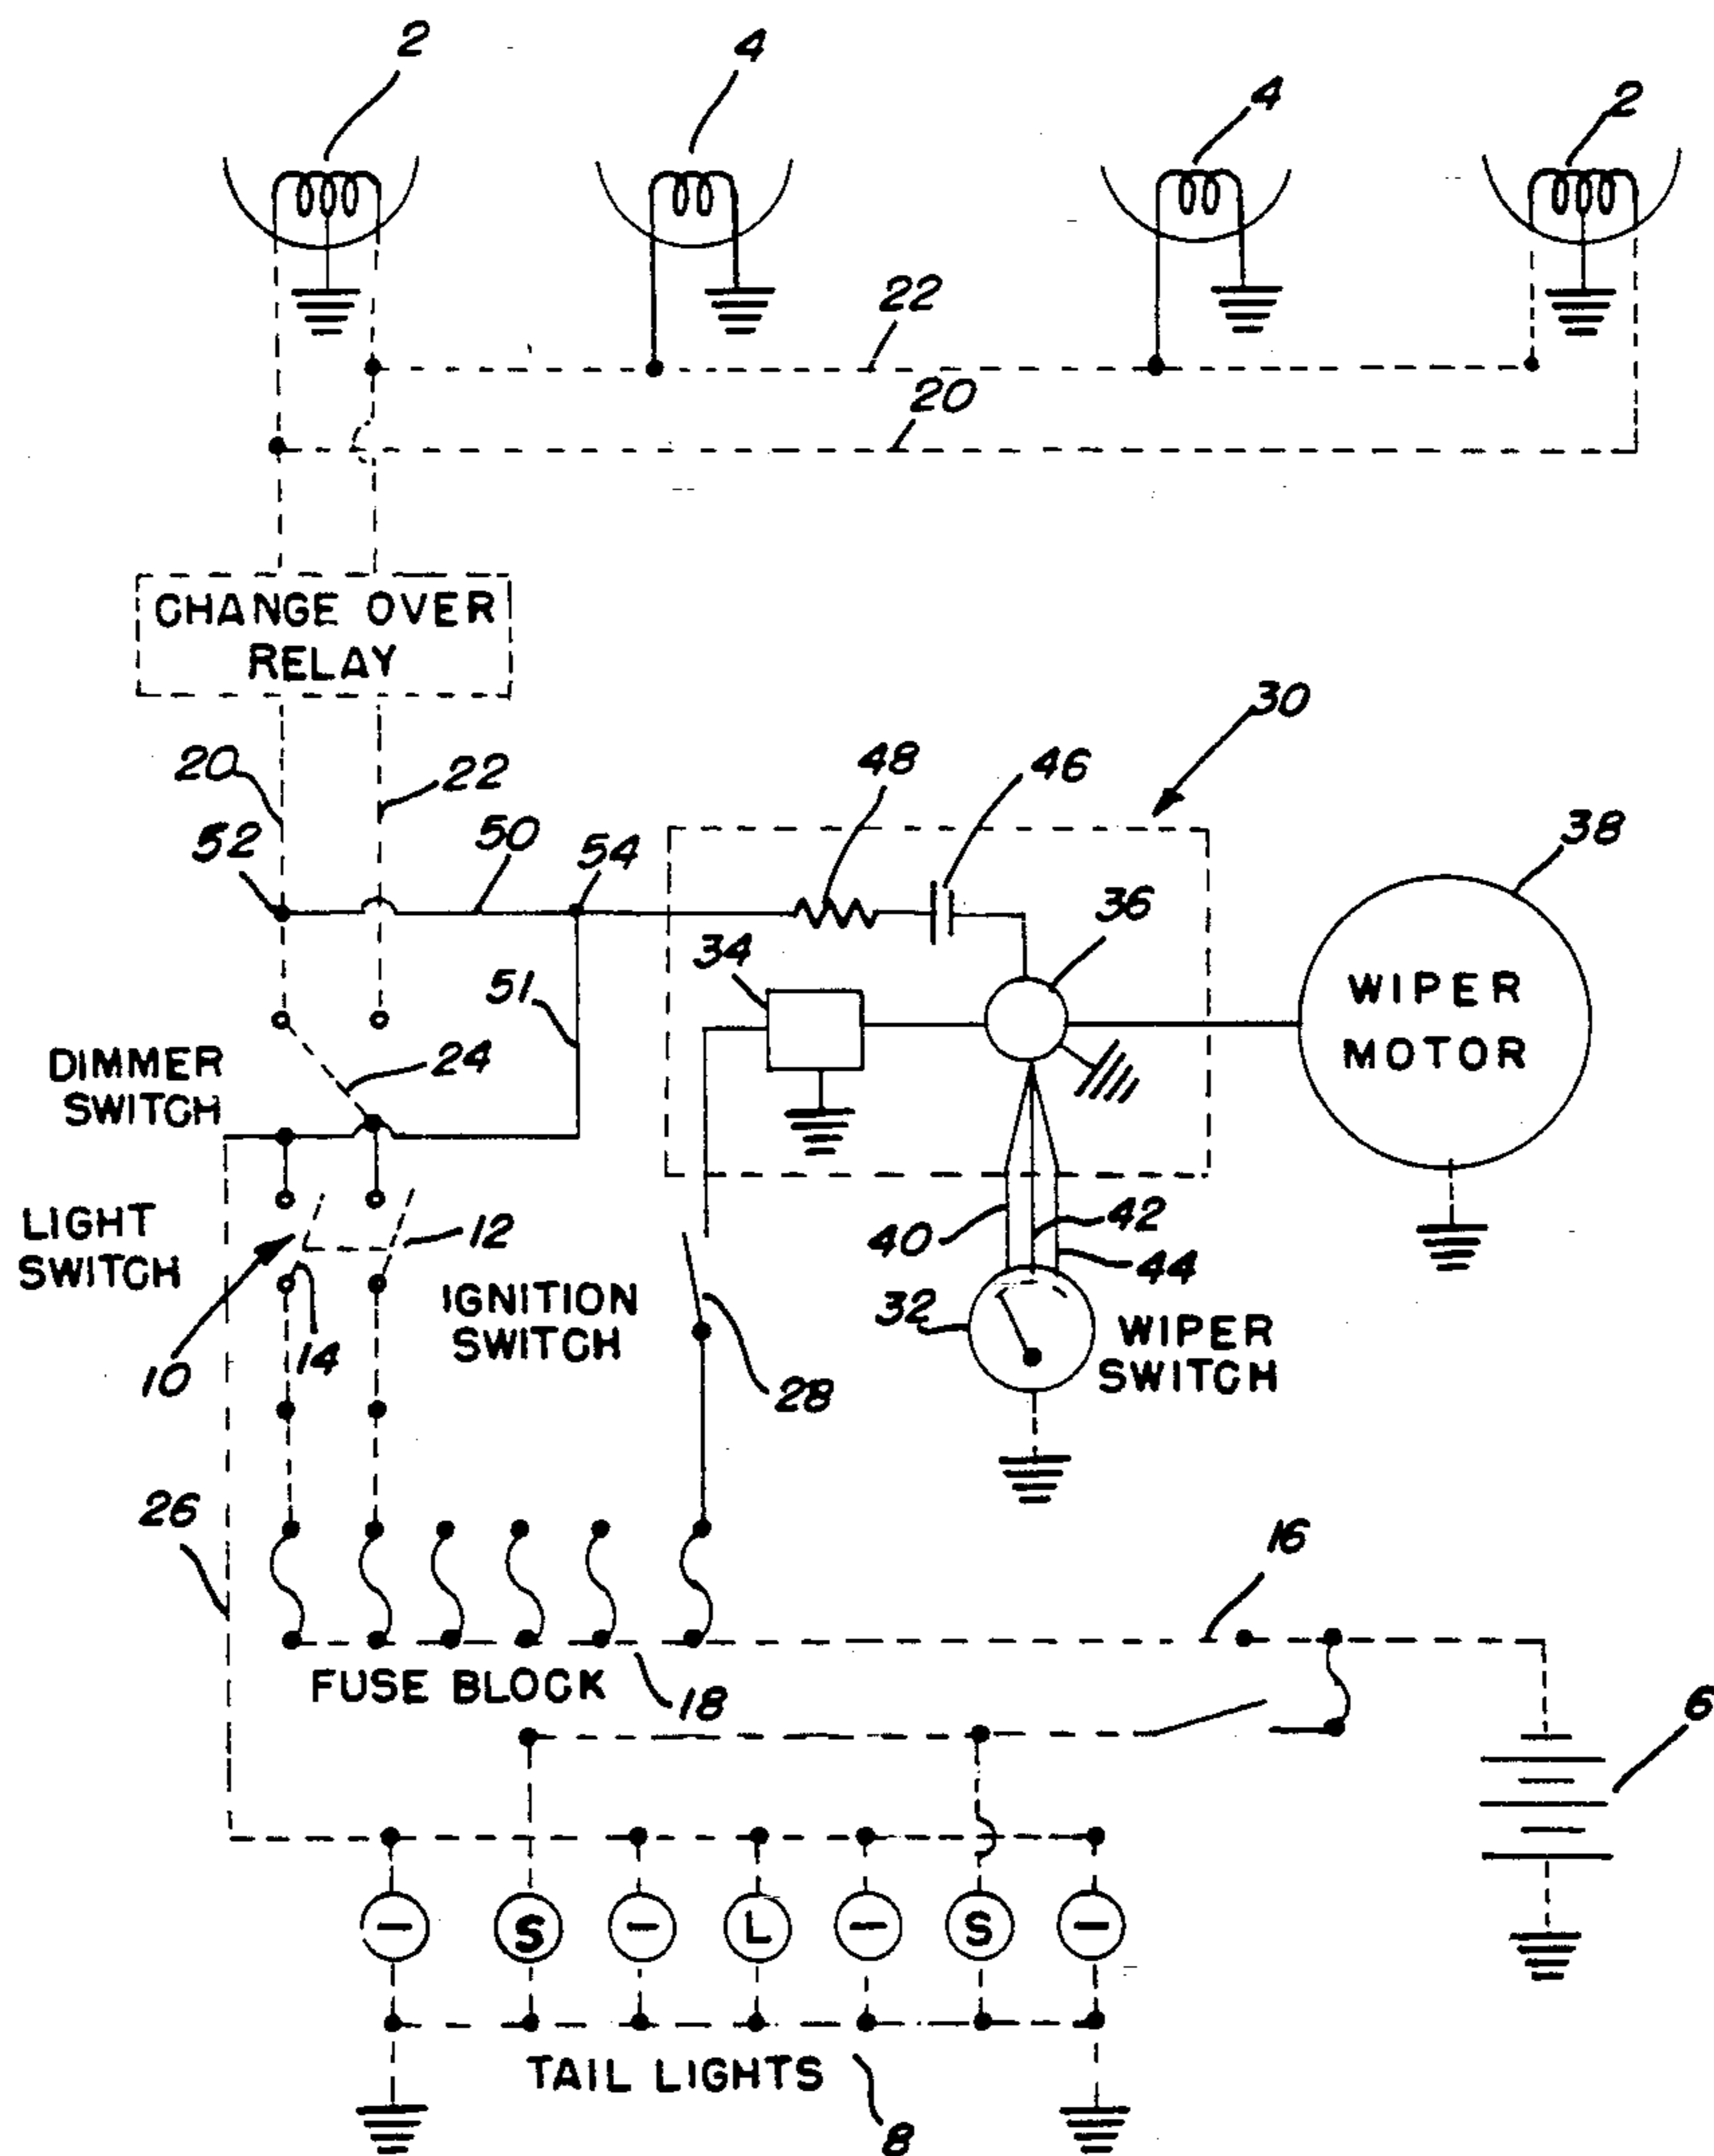 2
4
4
2
22
20
CHANGE OVER
RELAY
30
20
22
48
46
52
50
54
38
36
34
51
WIPER
MOTOR
DIMMER
SWITCH
24
LIGHT
SWITCH
12
40
42
44
IGNITION
SWITCH
32
WIPER
SWITCH
10
14
28
26
16
FUSE BLOCK
18
6
S
L
S
TAIL LIGHTS
8